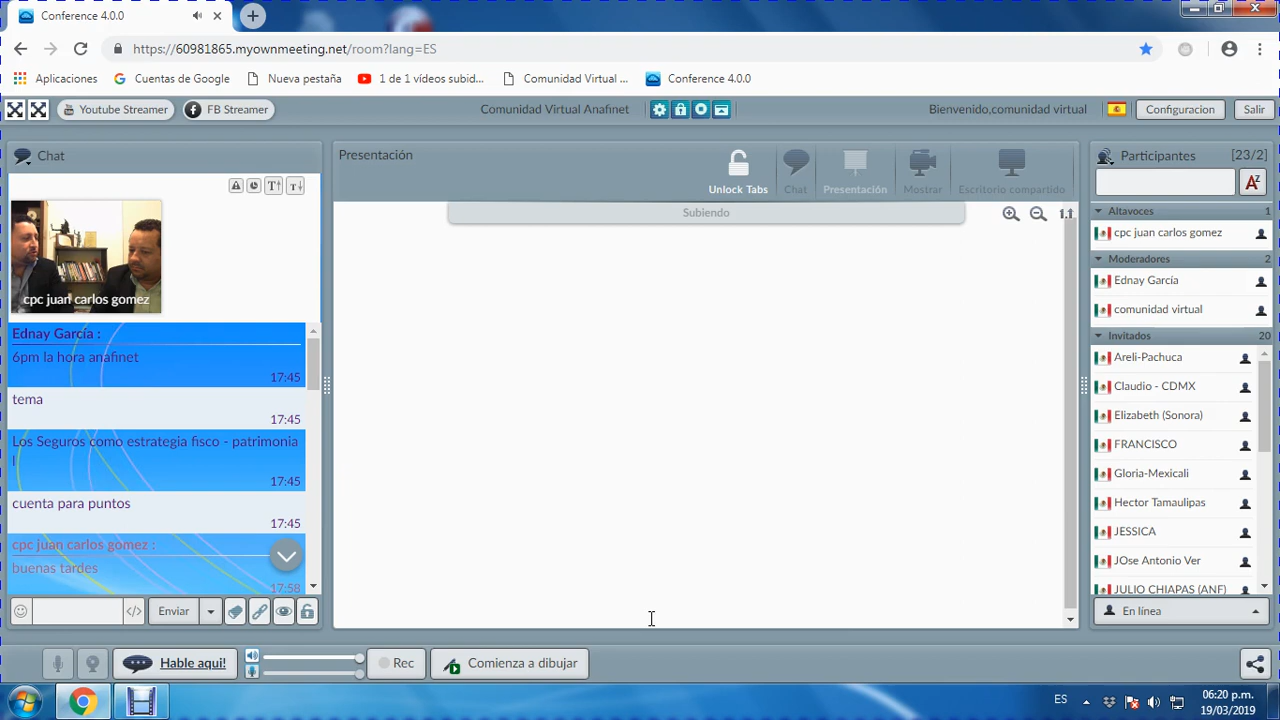 Conference 4.0.0
https://60981865.myownmeeting.net/room?lang=ES
Aplicaciones
Cuentas de Google
Nueva pestaña
1 de 1 vídeos subid...
Comunidad Virtual ...
Conference 4.0.0
Youtube Streamer
FB Streamer
Comunidad Virtual Anafinet
Bienvenido,comunidad virtual
Configuracion
Salir
Chat
cpc juan carlos gomez
Ednay García :
6pm la hora anafinet
17:45
tema
17:45
Los Seguros como estrategia fisco - patrimonia
l
17:45
cuenta para puntos
17:45
cpc juan carlos gomez :
buenas tardes
17:58
Enviar
Presentación
Unlock Tabs
Chat
Presentación
Mostrar
Escritorio compartido
Subiendo
1:1
Participantes
[23/2]
Altavoces
1
cpc juan carlos gomez
Moderadores
2
Ednay García
comunidad virtual
Invitados
20
Areli-Pachuca
Claudio - CDMX
Elizabeth (Sonora)
FRANCISCO
Gloria-Mexicali
Hector Tamaulipas
JESSICA
JOse Antonio Ver
JULIO CHIAPAS (ANF)
En línea
Hable aqui!
Rec
Comienza a dibujar
ES
06:20 p.m.
19/03/2019